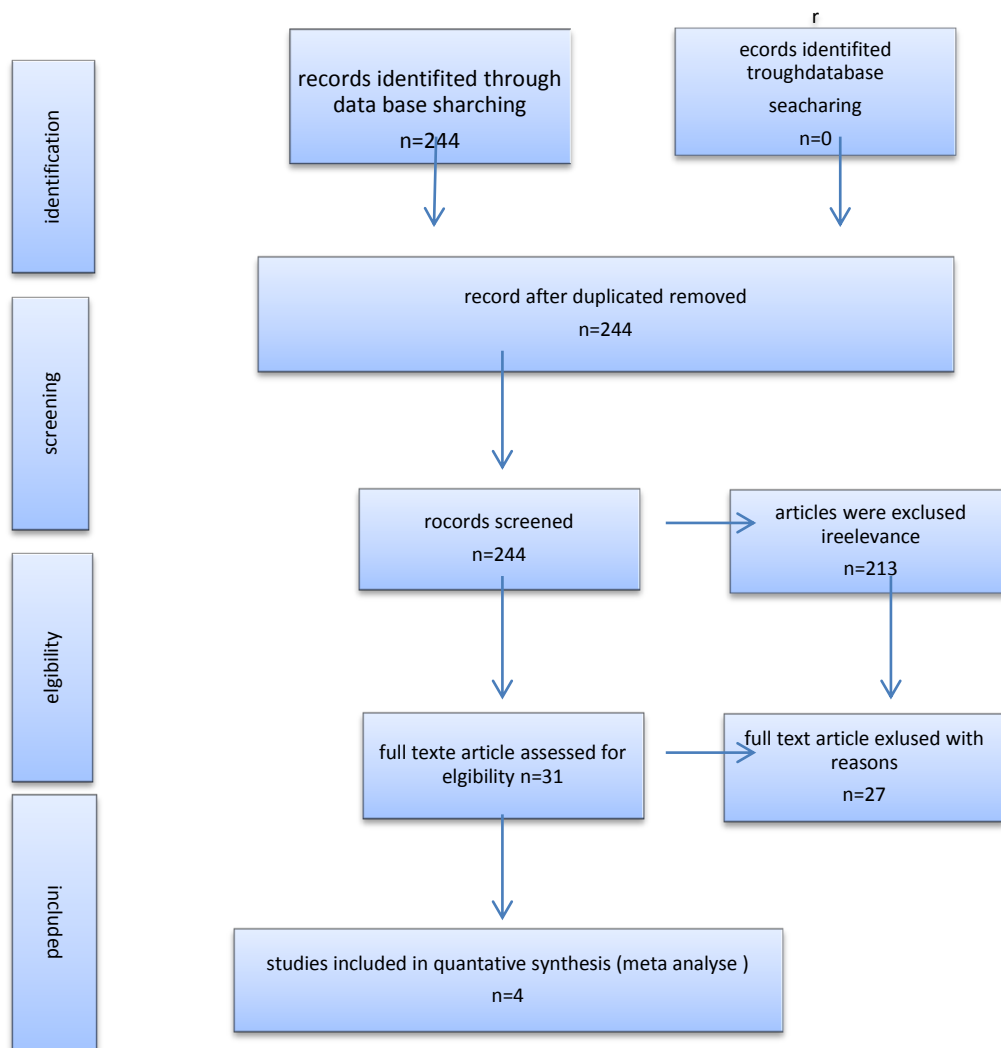 identification
records identifited through
data base sharching
n=244
r
ecords identifited
troughdatabase
seacharing
n=0
record after duplicated removed
n=244
screening
rocords screened
n=244
articles were exclused
ireelevance
n=213
elgibility
full texte article assessed for
elgibility n=31
full text article exlused with
reasons
n=27
included
studies included in quantative synthesis (meta analyse )
n=4